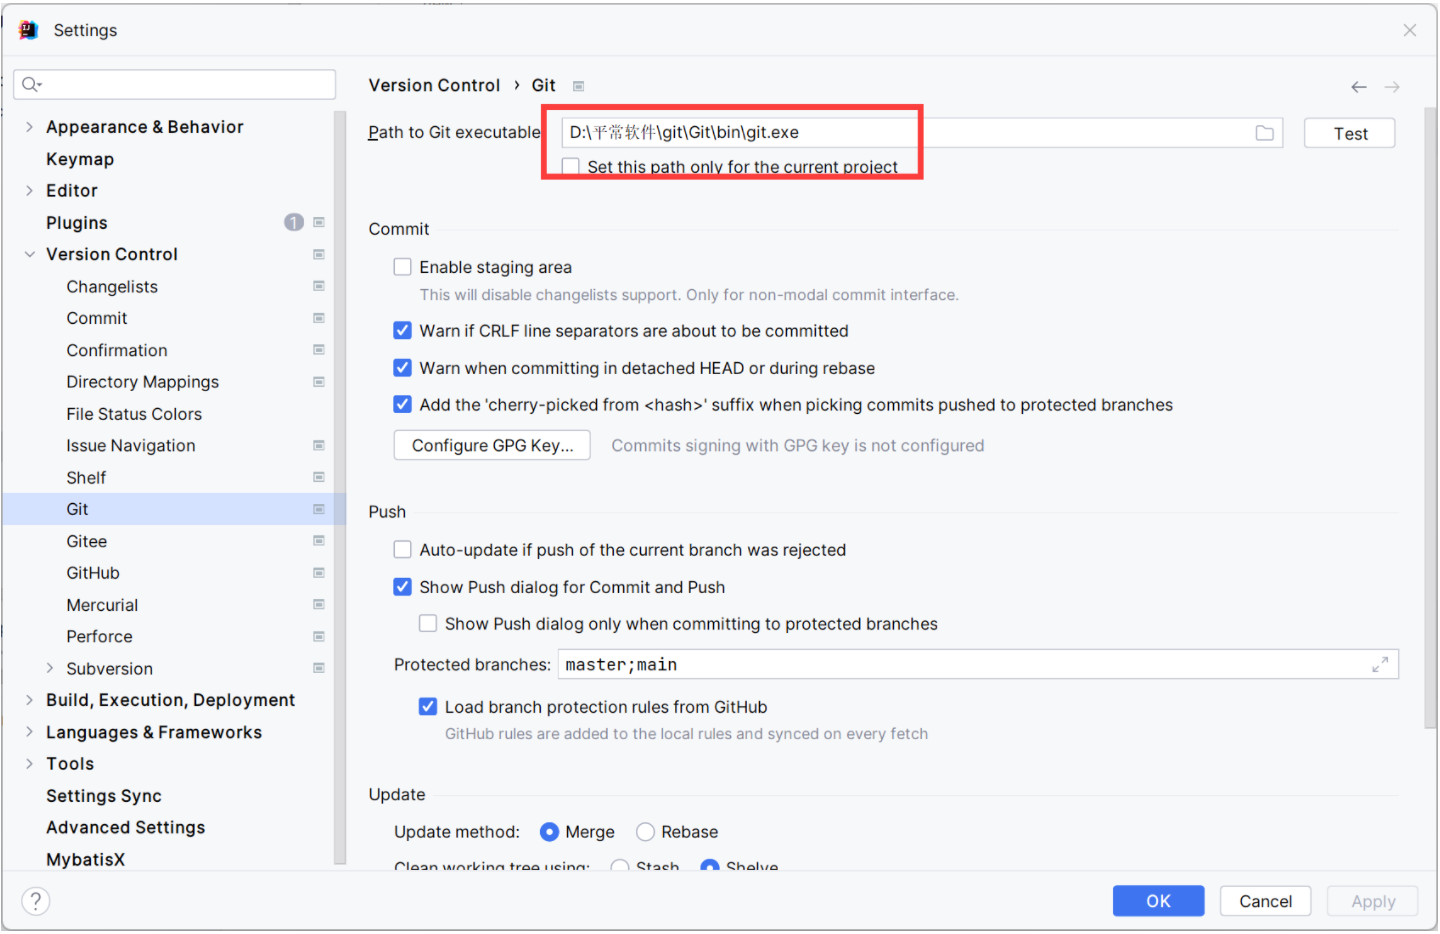 Settings
Version Control › Git
Appearance & Behavior
Keymap
Editor
Plugins 1
Version Control
Changelists
Commit
Confirmation
Directory Mappings
File Status Colors
Issue Navigation
Shelf
Git
Gitee
GitHub
Mercurial
Perforce
Subversion
Build, Execution, Deployment
Languages & Frameworks
Tools
Settings Sync
Advanced Settings
MybatisX
Path to Git executable D:\平常软件\git\Git\bin\git.exe Test
Set this path only for the current project
Commit
Enable staging area
This will disable changelists support. Only for non-modal commit interface.
Warn if CRLF line separators are about to be committed
Warn when committing in detached HEAD or during rebase
Add the 'cherry-picked from <hash>' suffix when picking commits pushed to protected branches
Configure GPG Key... Commits signing with GPG key is not configured
Push
Auto-update if push of the current branch was rejected
Show Push dialog for Commit and Push
Show Push dialog only when committing to protected branches
Protected branches: master;main
Load branch protection rules from GitHub
GitHub rules are added to the local rules and synced on every fetch
Update
Update method: Merge Rebase
Clean working tree using: Stash Shelve
? OK Cancel Apply